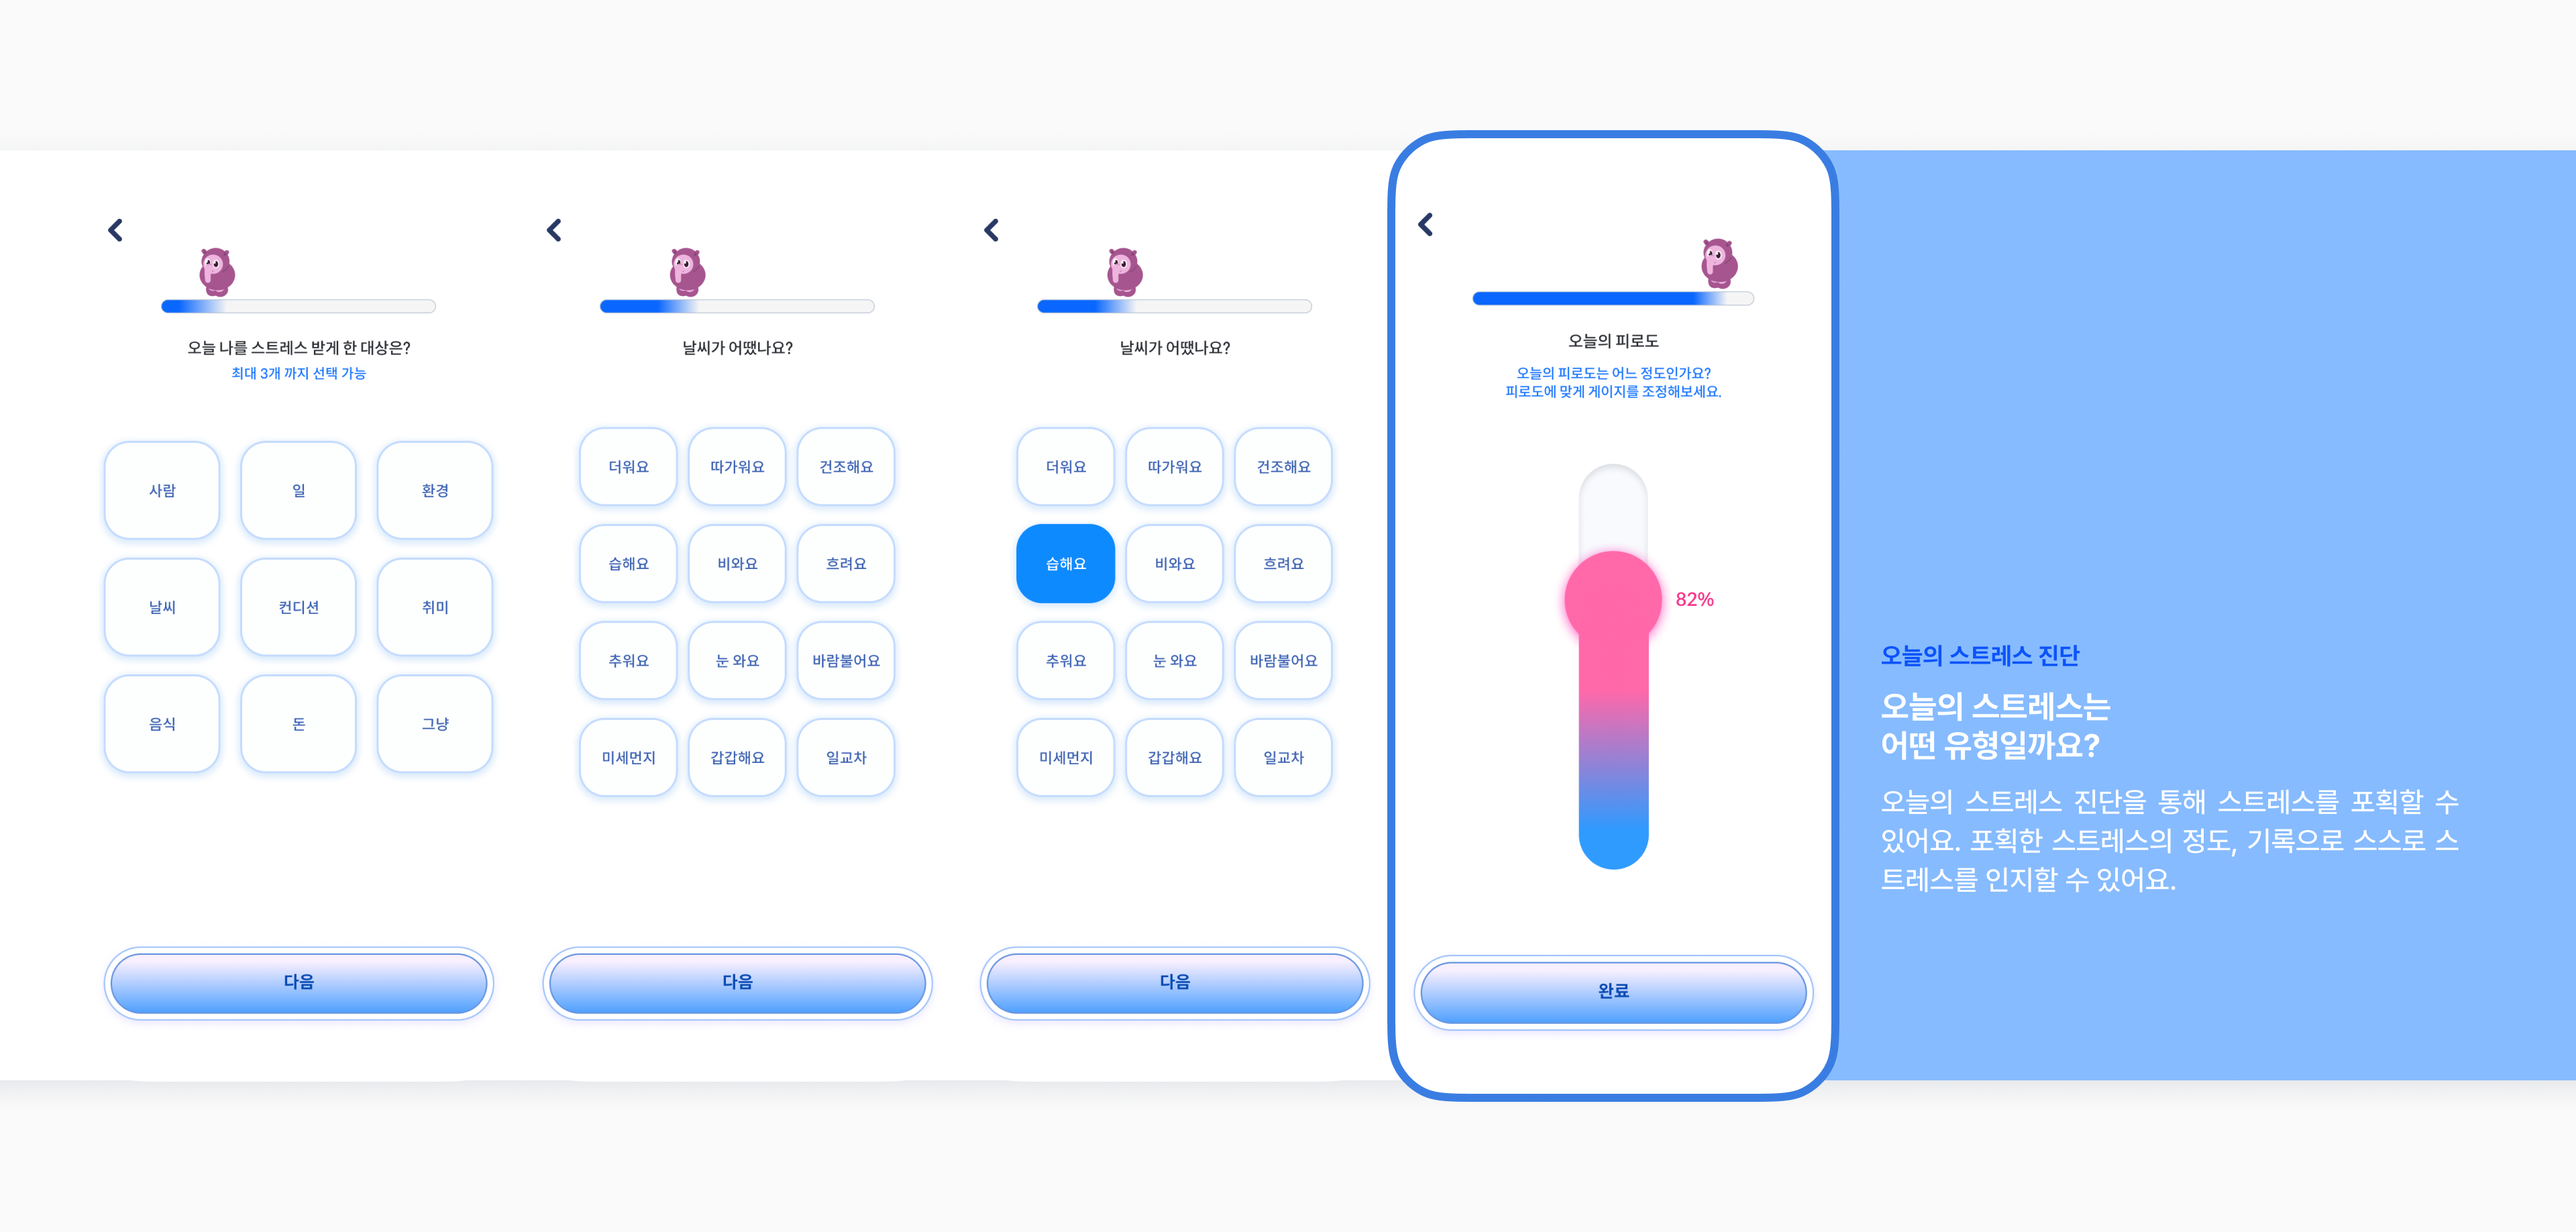 오늘 나를 스트레스 받게 한 대상은?
최대 3개 까지 선택 가능
사람
일
환경
날씨
컨디션
취미
음식
돈
그냥
다음
날씨가 어땠나요?
더워요
따가워요
건조해요
습해요
비와요
흐려요
추워요
눈 와요
바람불어요
미세먼지
갑갑해요
일교차
다음
날씨가 어땠나요?
더워요
따가워요
건조해요
습해요
비와요
흐려요
추워요
눈 와요
바람불어요
미세먼지
갑갑해요
일교차
다음
오늘의 피로도
오늘의 피로도는 어느 정도인가요?
피로도에 맞게 게이지를 조정해보세요.
82%
완료
오늘의 스트레스 진단
오늘의 스트레스는
어떤 유형일까요?
오늘의 스트레스 진단을 통해 스트레스를 포획할 수
있어요. 포획한 스트레스의 정도, 기록으로 스스로 스
트레스를 인지할 수 있어요.